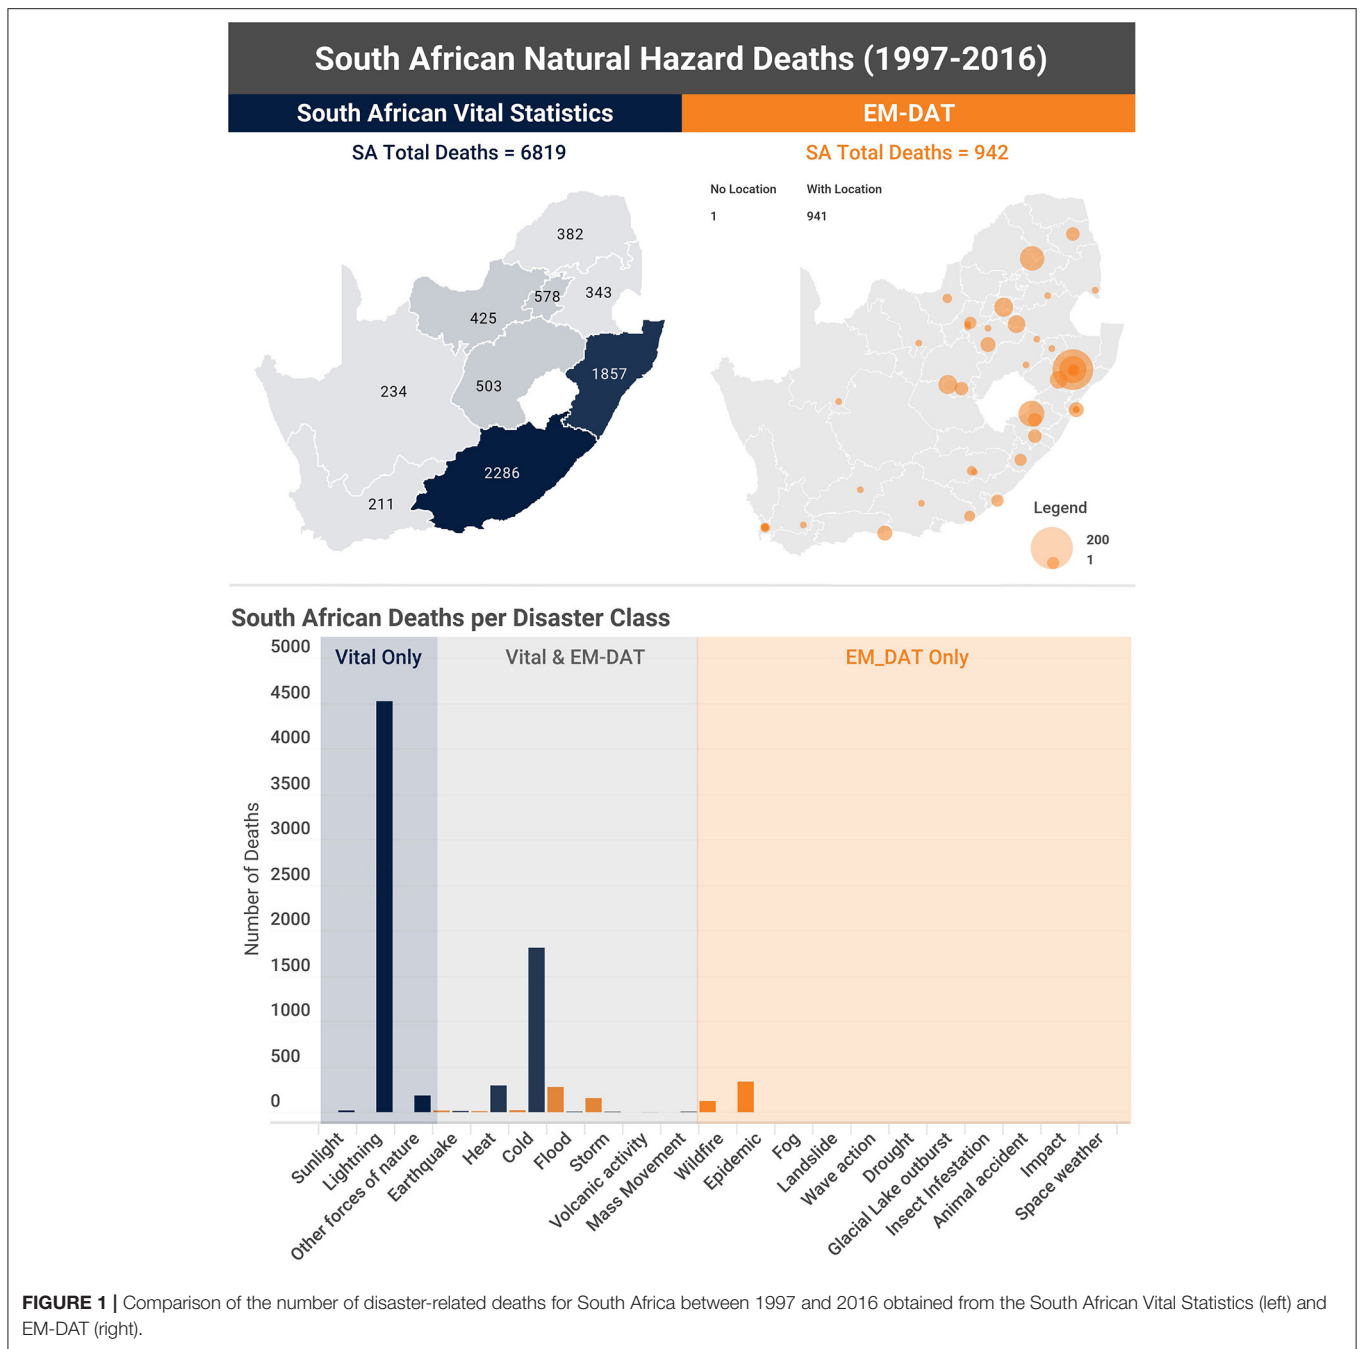 South African Natural Hazard Deaths (1997-2016)
South African Vital Statistics
EM-DAT
SA Total Deaths = 6819
SA Total Deaths = 942
No Location
With Location
1
941
382
578
343
425
1857
234
503
2286
211
Legend
200
1
South African Deaths per Disaster Class
Vital Only
Vital & EM-DAT
EM_DAT Only
Number of Deaths
5000
4500
4000
3500
3000
2500
2000
1500
1000
500
0
Sunlight
Lightning
Other forces of nature
Earthquake
Heat
Cold
Flood
Storm
Volcanic activity
Mass Movement
Wildfire
Epidemic
Fog
Landslide
Wave action
Drought
Glacial Lake outburst
Insect Infestation
Animal accident
Impact
Space weather
FIGURE 1 | Comparison of the number of disaster-related deaths for South Africa between 1997 and 2016 obtained from the South African Vital Statistics (left) and
EM-DAT (right).